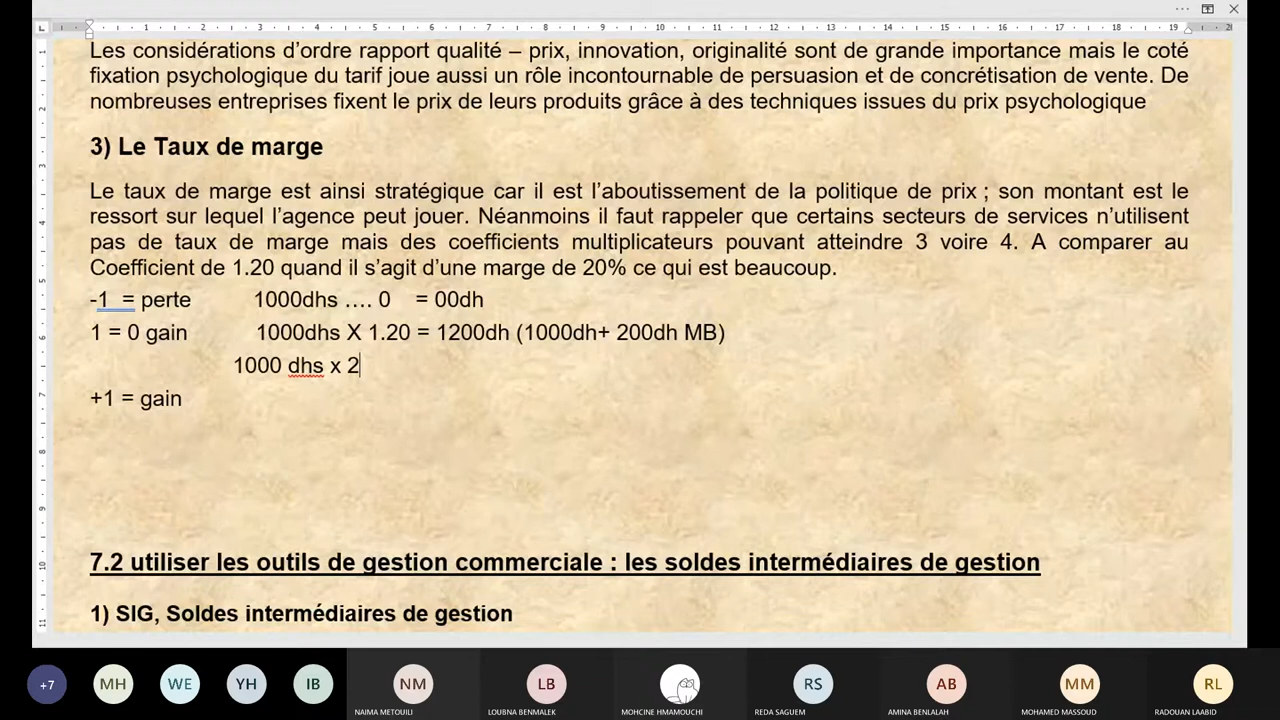 Les considérations d’ordre rapport qualité – prix, innovation, originalité sont de grande importance mais le coté
fixation psychologique du tarif joue aussi un rôle incontournable de persuasion et de concrétisation de vente. De
nombreuses entreprises fixent le prix de leurs produits grâce à des techniques issues du prix psychologique
3) Le Taux de marge
Le taux de marge est ainsi stratégique car il est l’aboutissement de la politique de prix ; son montant est le
ressort sur lequel l’agence peut jouer. Néanmoins il faut rappeler que certains secteurs de services n’utilisent
pas de taux de marge mais des coefficients multiplicateurs pouvant atteindre 3 voire 4. A comparer au
Coefficient de 1.20 quand il s’agit d’une marge de 20% ce qui est beaucoup.
-1 = perte 1000dhs .... 0 = 00dh
1 = 0 gain 1000dhs X 1.20 = 1200dh (1000dh+ 200dh MB)
1000 dhs x 2
+1 = gain
7.2 utiliser les outils de gestion commerciale : les soldes intermédiaires de gestion
1) SIG, Soldes intermédiaires de gestion
+7 MH WE YH IB NM LB RS AB MM RL
NAIMA METOUILI LOUBNA BENMALEK MOHCINE HMAMOUCHI REDA SAGUEM AMINA BENLALAH MOHAMED MASSOUD RADOUAN LAABID